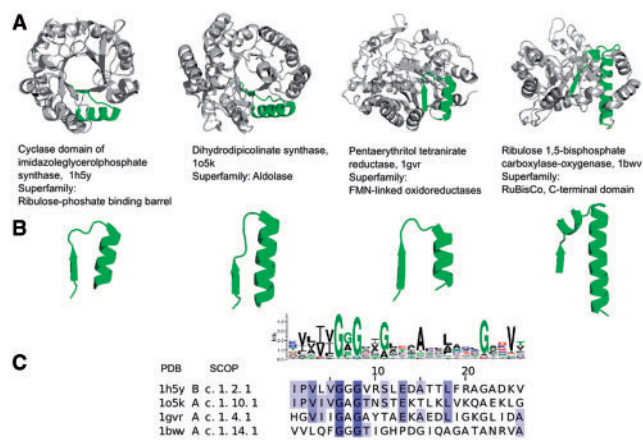 A
Cyclase domain of
imidazoleglycerolphosphate
synthase, 1h5y
Superfamily:
Ribulose-phoshate binding barrel
Dihydrodipicolinate synthase,
1o5k
Superfamily: Aldolase
Pentaerythritol tetranirate
reductase, 1gvr
Superfamily:
FMN-linked oxidoreductases
Ribulose 1,5-bisphosphate
carboxylase-oxygenase, 1bwv
Superfamily:
RuBisCo, C-terminal domain
B
C
PDB SCOP 10 20
1h5y B c. 1. 2. 1 IPVLVGGGVRSLEDATTLFRAGADKV
1o5k A c. 1. 10. 1 IPVIVGAGTNSTEKTLKLVKQAEKLG
1gvr A c. 1. 4. 1 HGVIIGAGAYTAEKAEDLIGKGLIDA
1bwv A c. 1. 14. 1 VVLQFGGGTIGHPDGIQAGATANRVA